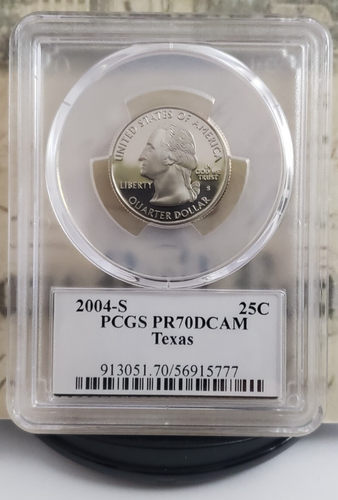 UNITED STATES OF AMERICA
LIBERTY
IN
GOD WE
TRUST
S
QUARTER DOLLAR
2004-S 25C
PCGS PR70DCAM
Texas
913051.70/56915777